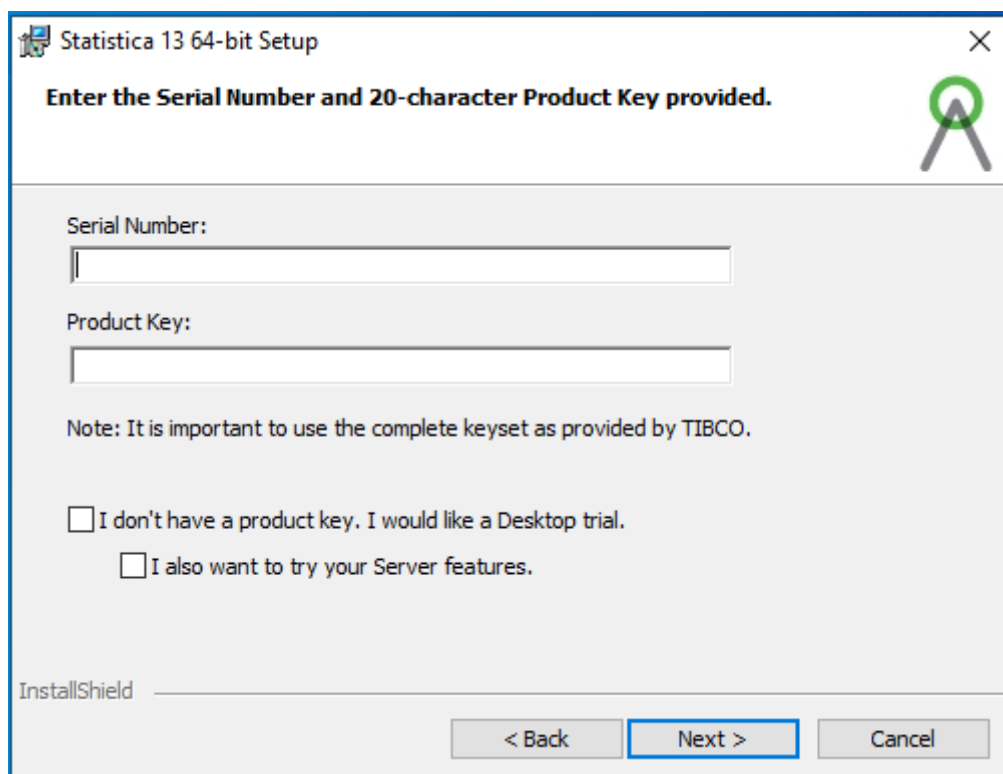 Statistica 13 64-bit Setup
Enter the Serial Number and 20-character Product Key provided.
Serial Number:
Product Key:
Note: It is important to use the complete keyset as provided by TIBCO.
I don't have a product key. I would like a Desktop trial.
I also want to try your Server features.
InstallShield
< Back Next > Cancel